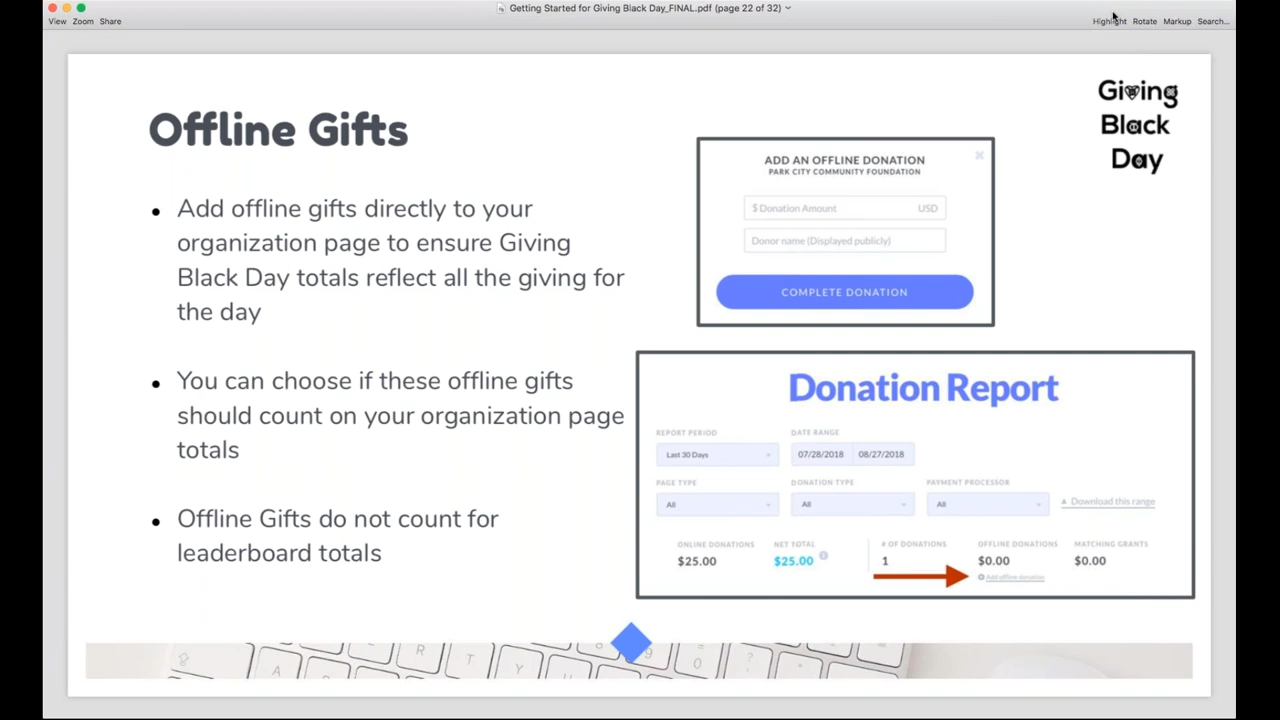 Getting Started for Giving Black Day_FINAL.pdf (page 22 of 32)
View Zoom Share
Highlight Rotate Markup Search...
Giving
Black
Day
Offline Gifts
Add offline gifts directly to your
organization page to ensure Giving
Black Day totals reflect all the giving for
the day
You can choose if these offline gifts
should count on your organization page
totals
Offline Gifts do not count for
leaderboard totals
ADD AN OFFLINE DONATION
PARK CITY COMMUNITY FOUNDATION
$ Donation Amount USD
Donor name (Displayed publicly)
COMPLETE DONATION
Donation Report
REPORT PERIOD DATE RANGE
Last 30 Days 07/28/2018 08/27/2018
PAGE TYPE DONATION TYPE PAYMENT PROCESSOR
All All All Download this range
ONLINE DONATIONS NET TOTAL # OF DONATIONS OFFLINE DONATIONS MATCHING GRANTS
$25.00 $25.00 1 $0.00 $0.00
Add offline donation
R T Y 9 0 ? P
A